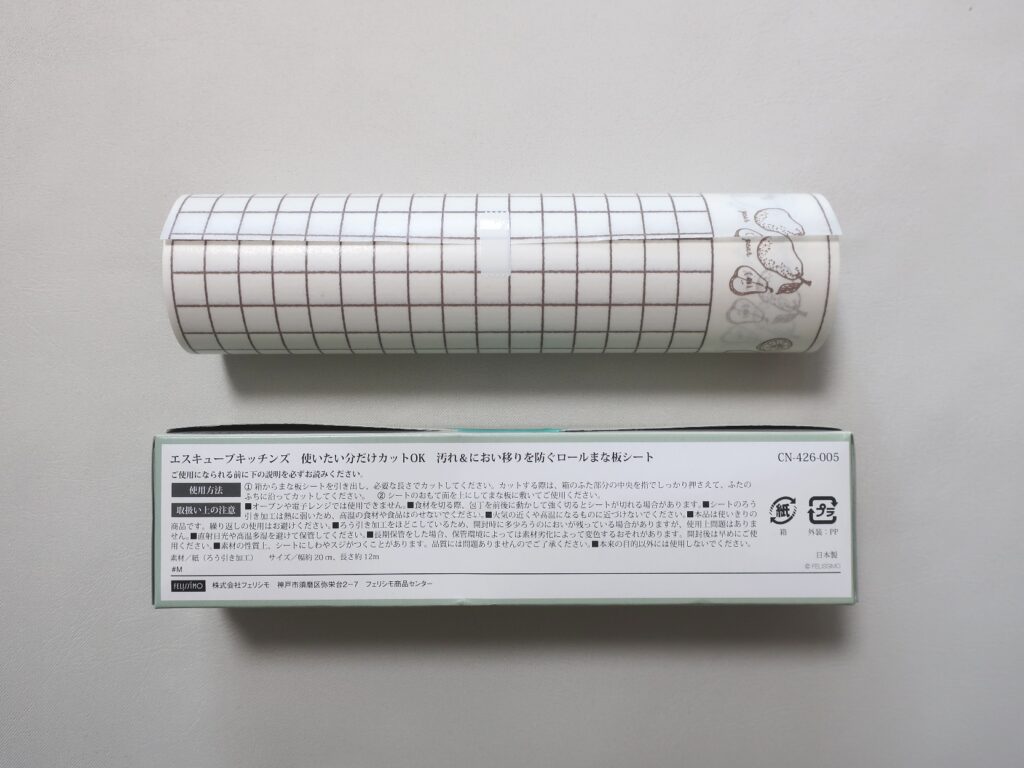 pear
エスキューブキッチンズ　使いたい分だけカットOK　汚れ&におい移りを防ぐロールまな板シート　CN-426-005
ご使用になられる前に下の説明を必ずお読みください。
使用方法　① 箱からまな板シートを引き出し、必要な長さでカットしてください。カットする際は、箱のふた部分の中央を指でしっかり押さえて、ふたの
ふちに沿ってカットしてください。　② シートのおもて面を上にしてまな板に敷いてご使用ください。
取扱い上の注意　■オーブンや電子レンジでは使用できません。■食材を切る際、包丁を前後に動かして強く切るとシートが切れる場合があります。■シートのろう
引き加工は熱に弱いため、高温の食材や食品はのせないでください。■火気の近くや高温になるものに近づけないでください。■本品は使いきりの
商品です。繰り返しの使用はお避けください。■ろう引き加工をほどこしているため、開封時に多少ろうのにおいが残っている場合がありますが、使用上問題はありま
せん。■直射日光や高温多湿を避けて保管してください。■長期保管をした場合、保管環境によっては素材劣化によって変色するおそれがあります。開封後は早めにご使
用ください。■素材の性質上、シートにしわやスジがつくことがあります。品質には問題ありませんのでご了承ください。■本来の目的以外には使用しないでください。
素材／紙（ろう引き加工）　サイズ／幅約20㎝、長さ約12m
#M
紙
箱
プラ
外装：PP
日本製
© FELISSIMO
FELISSIMO　株式会社フェリシモ　神戸市須磨区弥栄台2-7　フェリシモ商品センター